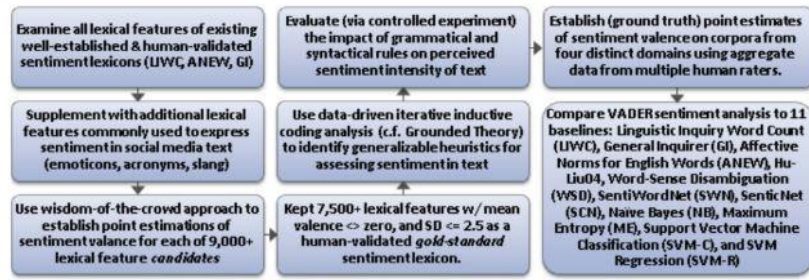 Examine all lexical features of existing
well-established & human-validated
sentiment lexicons (LIWC, ANEW, GI)
Supplement with additional lexical
features commonly used to express
sentiment in social media text
(emoticons, acronyms, slang)
Use wisdom-of-the-crowd approach to
establish point estimations of
sentiment valance for each of 9,000+
lexical feature candidates
Kept 7,500+ lexical features w/ mean
valence <> zero, and SD <= 2.5 as a
human-validated gold-standard
sentiment lexicon.
Use data-driven iterative inductive
coding analysis (c.f. Grounded Theory)
to identify generalizable heuristics for
assessing sentiment in text
Evaluate (via controlled experiment)
the impact of grammatical and
syntactical rules on perceived
sentiment intensity of text
Establish (ground truth) point estimates
of sentiment valence on corpora from
four distinct domains using aggregate
data from multiple human raters.
Compare VADER sentiment analysis to 11
baselines: Linguistic Inquiry Word Count
(LIWC), General Inquirer (GI), Affective
Norms for English Words (ANEW), Hu-
Liu04, Word-Sense Disambiguation
(WSD), SentiWordNet (SWN), SenticNet
(SCN), Naïve Bayes (NB), Maximum
Entropy (ME), Support Vector Machine
Classification (SVM-C), and SVM
Regression (SVM-R)